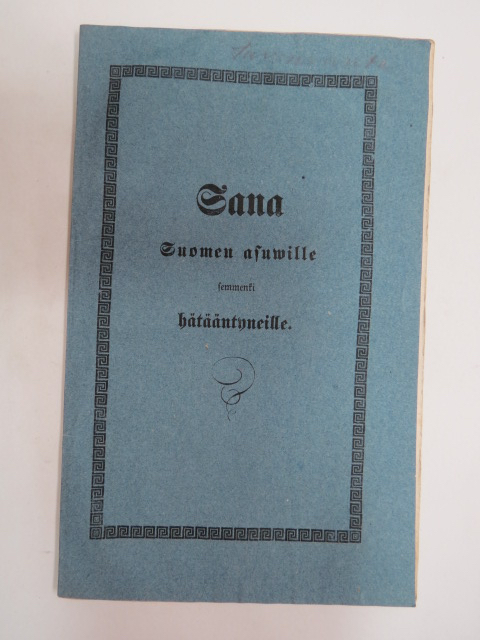 Sana
Suomen asuwille
semmenki
hätääntyneille.